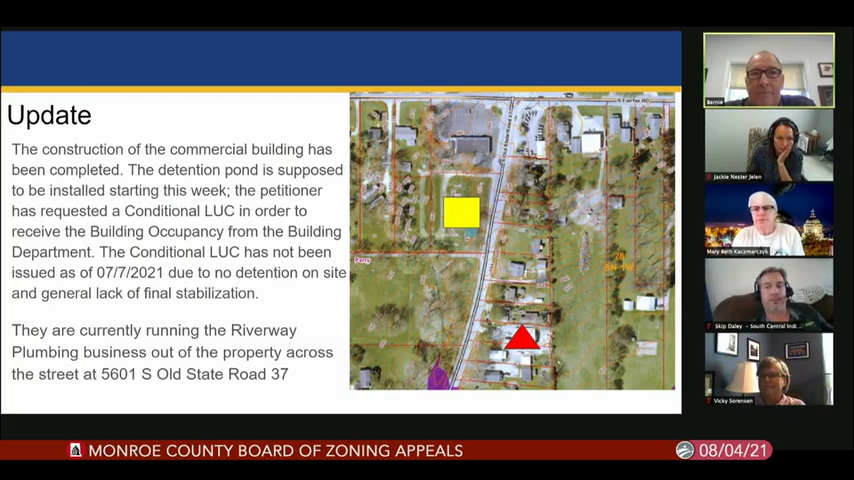 Update
The construction of the commercial building has
been completed. The detention pond is supposed
to be installed starting this week; the petitioner
has requested a Conditional LUC in order to
receive the Building Occupancy from the Building
Department. The Conditional LUC has not been
issued as of 07/7/2021 due to no detention on site
and general lack of final stabilization.
They are currently running the Riverway
Plumbing business out of the property across
the street at 5601 S Old State Road 37
S Fairfax RD
Perry
28
Bernie
Jackie Nester Jelen
Mary Beth Kaczmarczyk
Skip Daley - South Central Indi...
Vicky Sorensen
MONROE COUNTY BOARD OF ZONING APPEALS
08/04/21